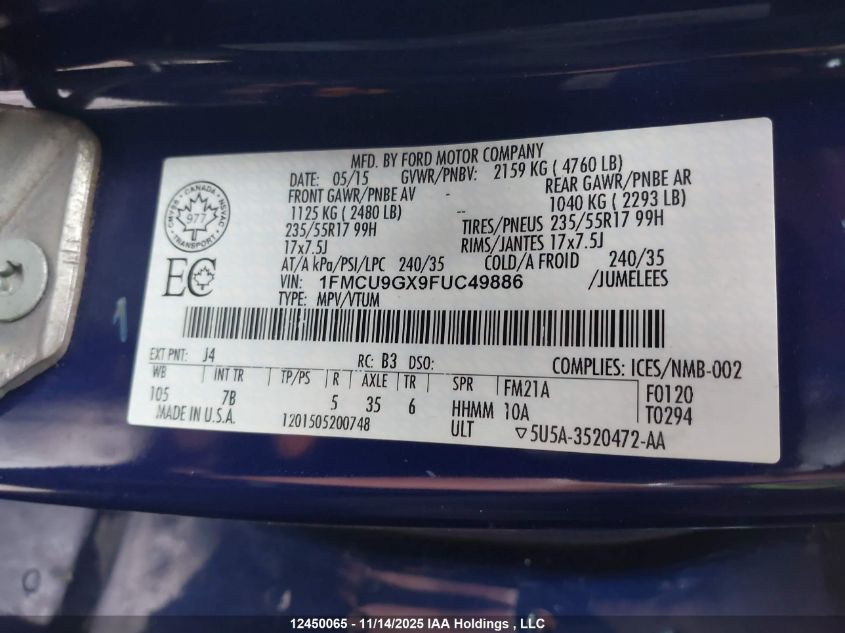 MFD. BY FORD MOTOR COMPANY
DATE: 05/15 GVWR/PNBV: 2159 KG ( 4760 LB)
FRONT GAWR/PNBE AV - REAR GAWR/PNBE AR
1125 KG ( 2480 LB) -- 1040 KG ( 2293 LB)
235/55R17 99H TIRES/PNEUS 235/55R17 99H
17x7.5J RIMS/JANTES 17x7.5J
AT/A kPa/PSI/LPC 240/35 COLD/A FROID 240/35
VIN: 1FMCU9GX9FUC49886 /JUMELEES
TYPE: MPV/VTUM
CANADA
977
TRANSPORT
EC
EXT PNT: J4 RC: B3 DSO: COMPLIES: ICES/NMB-002
WB INT TR TP/PS R AXLE TR SPR FM21A F0120
105 7B 5 35 6 HHMM 10A T0294
MADE IN U.S.A. 1201505200748 ULT 5U5A-3520472-AA
1
12450065 - 11/14/2025 IAA Holdings , LLC